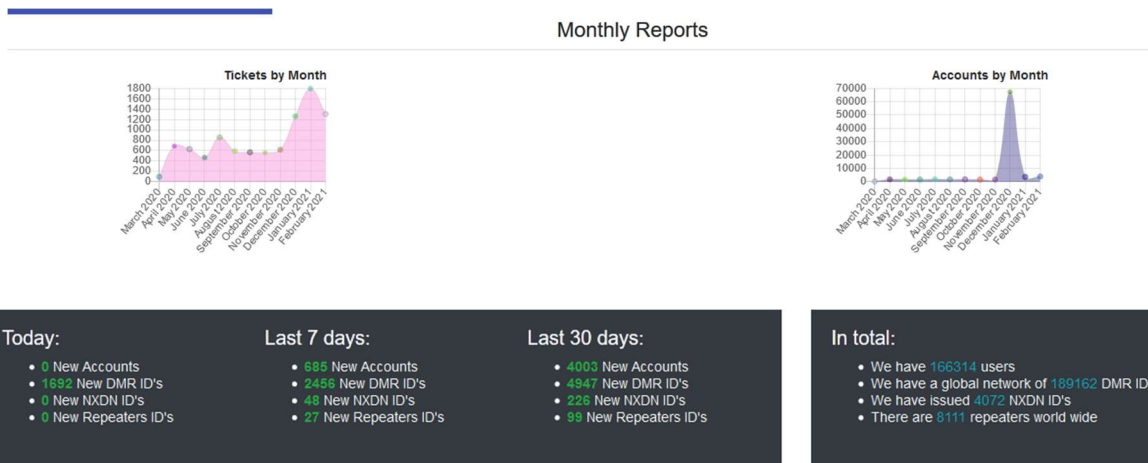 Monthly Reports
Tickets by Month
1800
1600
1400
1200
1000
800
600
400
200
0
March 2020
April 2020
May 2020
June 2020
July 2020
August 2020
September 2020
October 2020
November 2020
December 2020
January 2021
February 2021
Accounts by Month
70000
60000
50000
40000
30000
20000
10000
0
March 2020
April 2020
May 2020
June 2020
July 2020
August 2020
September 2020
October 2020
November 2020
December 2020
January 2021
February 2021
Today:
• 0 New Accounts
• 1692 New DMR ID's
• 0 New NXDN ID's
• 0 New Repeaters ID's
Last 7 days:
• 685 New Accounts
• 2456 New DMR ID's
• 48 New NXDN ID's
• 27 New Repeaters ID's
Last 30 days:
• 4003 New Accounts
• 4947 New DMR ID's
• 226 New NXDN ID's
• 99 New Repeaters ID's
In total:
• We have 166314 users
• We have a global network of 189162 DMR ID
• We have issued 4072 NXDN ID's
• There are 8111 repeaters world wide